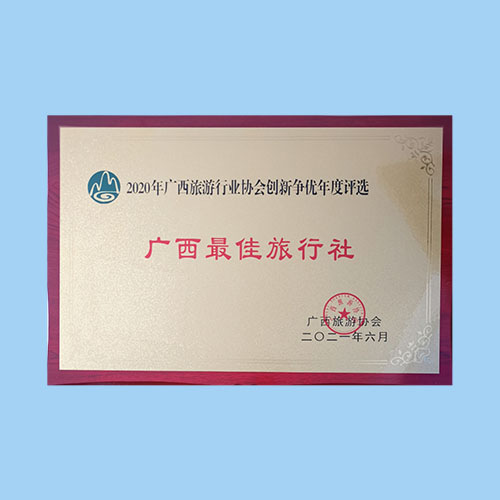 2020年广西旅游行业协会创新争优年度评选
广西最佳旅行社
广西旅游协会
二〇二一年六月